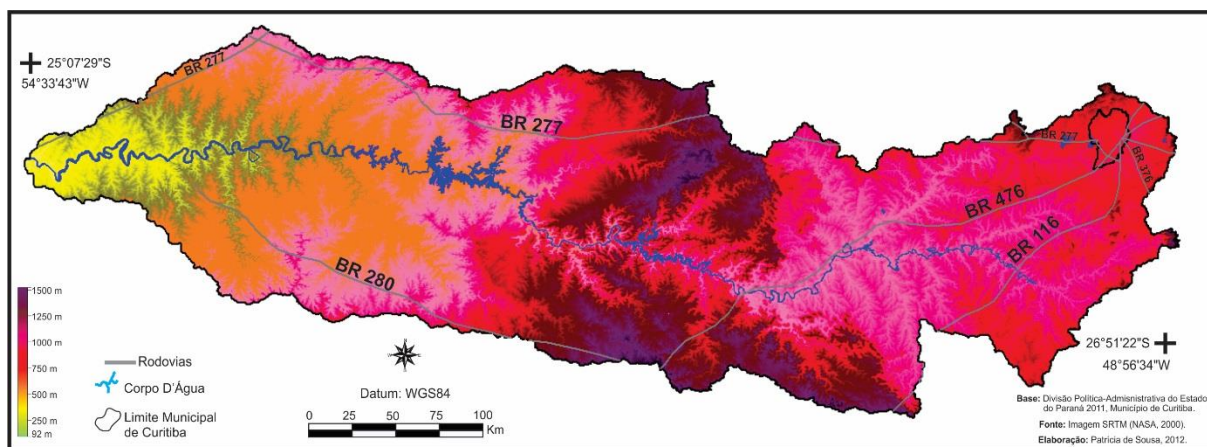 25°07'29"S
54°33'43"W
BR 277
BR 277
BR 277
BR 376
BR 476
BR 116
BR 280
26°51'22"S
48°56'34"W
1500 m
1250 m
1000 m
750 m
500 m
250 m
92 m
Rodovias
Corpo D'Água
Limite Municipal
de Curitiba
Datum: WGS84
0 25 50 75 100
Km
Base: Divisão Política-Admisnistrativa do Estado
do Paraná 2011, Município de Curitiba.
Fonte: Imagem SRTM (NASA, 2000).
Elaboração: Patricia de Sousa, 2012.